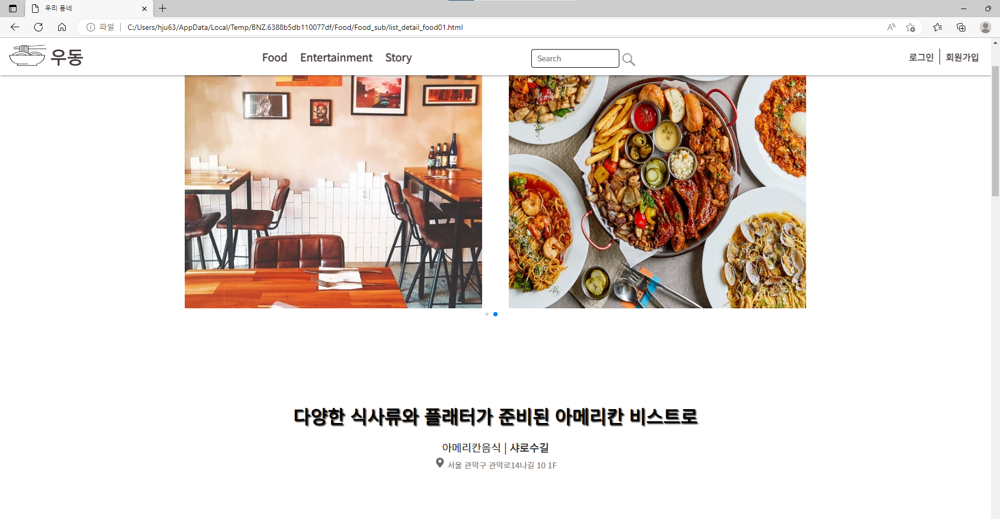 우리 동네
파일
C:/Users/hju63/AppData/Local/Temp/BNZ.6388b5db110077df/Food/Food_sub/list_detail_food01.html
우동 Food Entertainment Story Search 로그인 회원가입
다양한 식사류와 플래터가 준비된 아메리칸 비스트로
아메리칸음식 | 샤로수길
서울 관악구 관악로14나길 10 1F